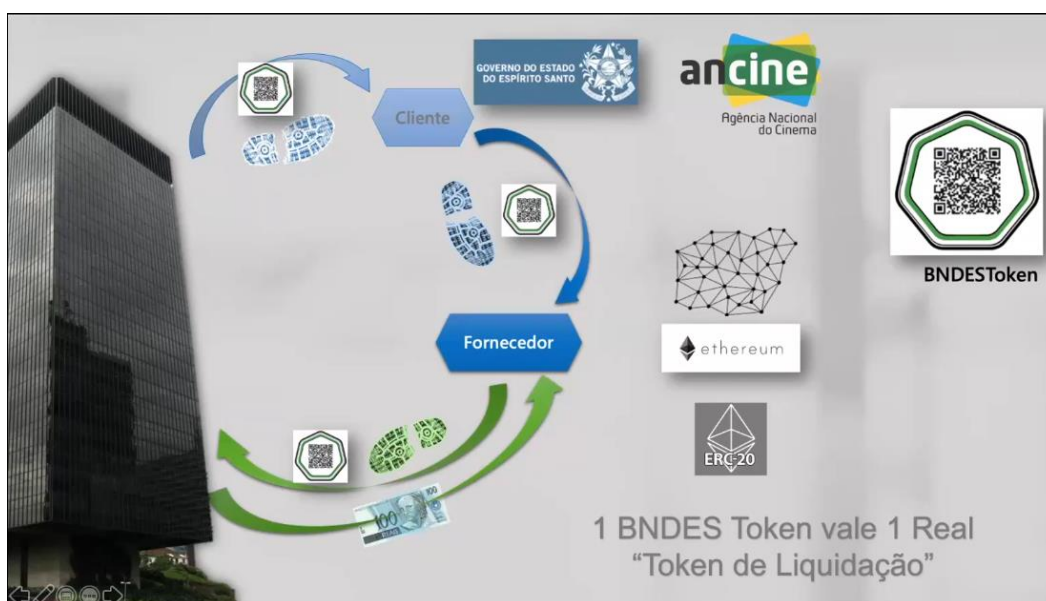 GOVERNO DO ESTADO
DO ESPÍRITO SANTO
ancine
Agência Nacional
do Cinema
Cliente
BNDESToken
Fornecedor
ethereum
ERC-20
100
100
1 BNDES Token vale 1 Real
“Token de Liquidação”